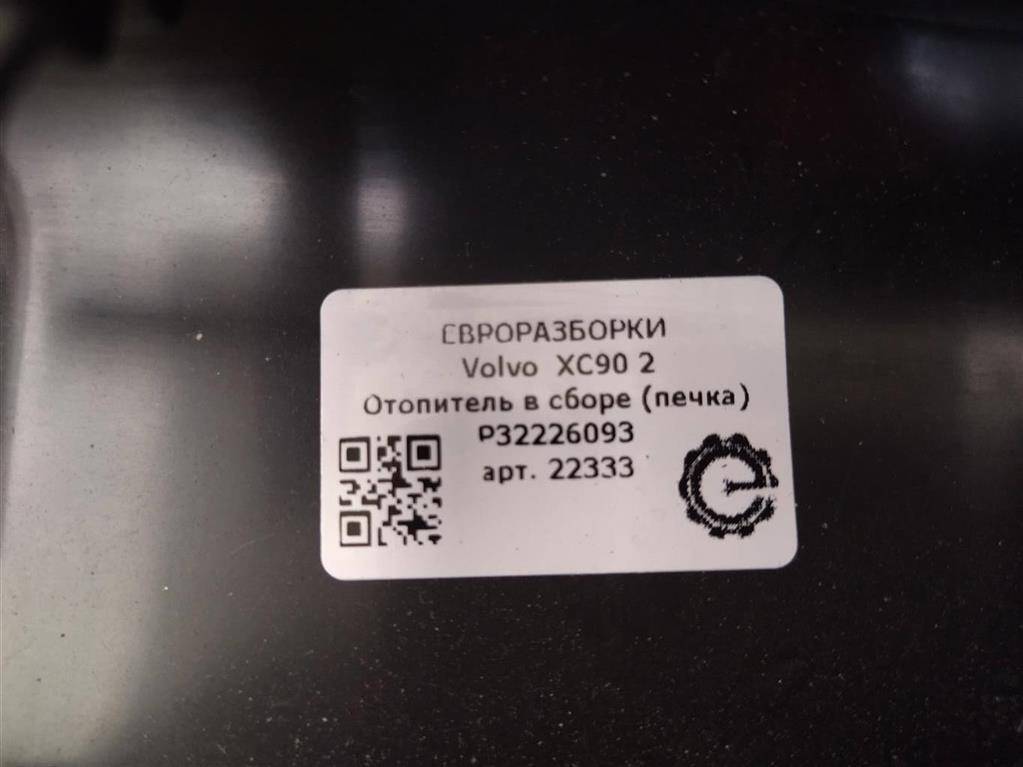 ЕВРОРАЗБОРКИ
Volvo XC90 2
Отопитель в сборе (печка)
P32226093
арт. 22333